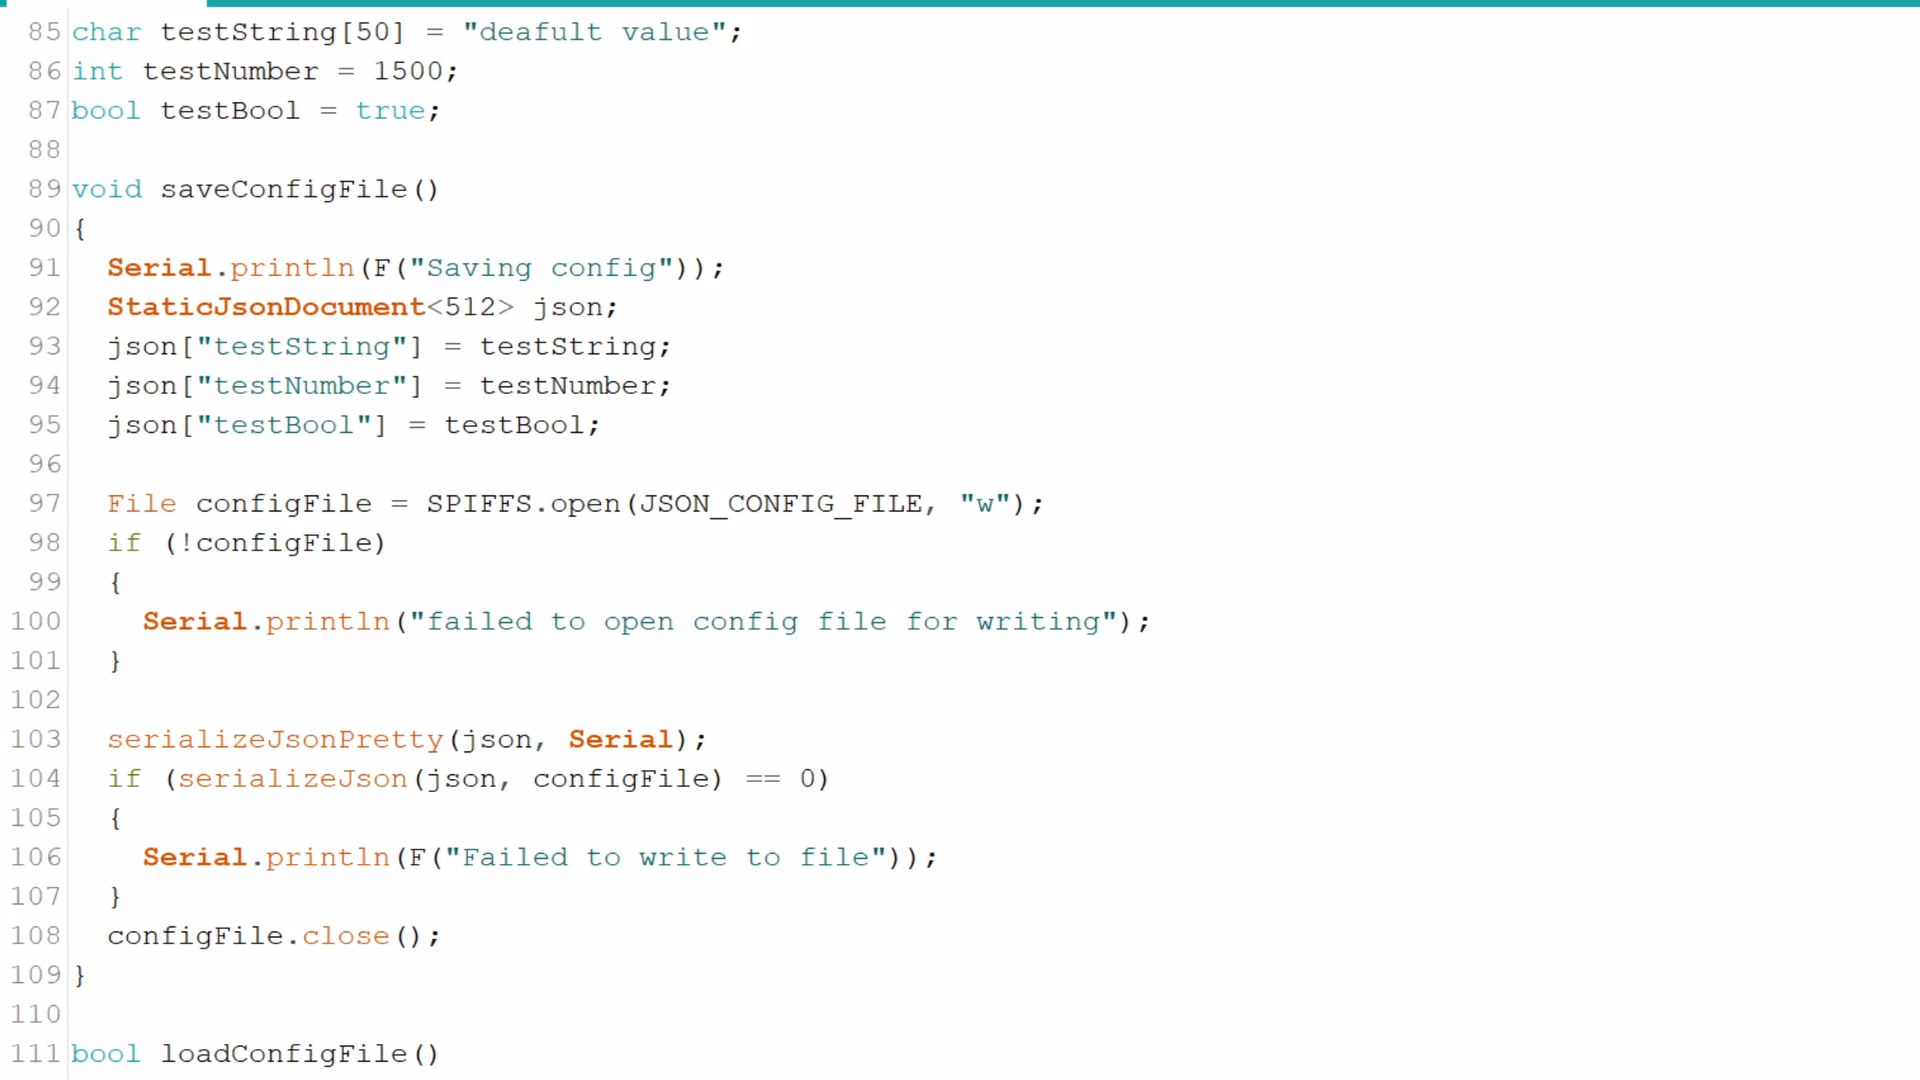 85 char testString[50] = "deafult value";
86 int testNumber = 1500;
87 bool testBool = true;
88
89 void saveConfigFile()
90 {
91   Serial.println(F("Saving config"));
92   StaticJsonDocument<512> json;
93   json["testString"] = testString;
94   json["testNumber"] = testNumber;
95   json["testBool"] = testBool;
96
97   File configFile = SPIFFS.open(JSON_CONFIG_FILE, "w");
98   if (!configFile)
99   {
100     Serial.println("failed to open config file for writing");
101   }
102
103   serializeJsonPretty(json, Serial);
104   if (serializeJson(json, configFile) == 0)
105   {
106     Serial.println(F("Failed to write to file"));
107   }
108   configFile.close();
109 }
110
111 bool loadConfigFile()